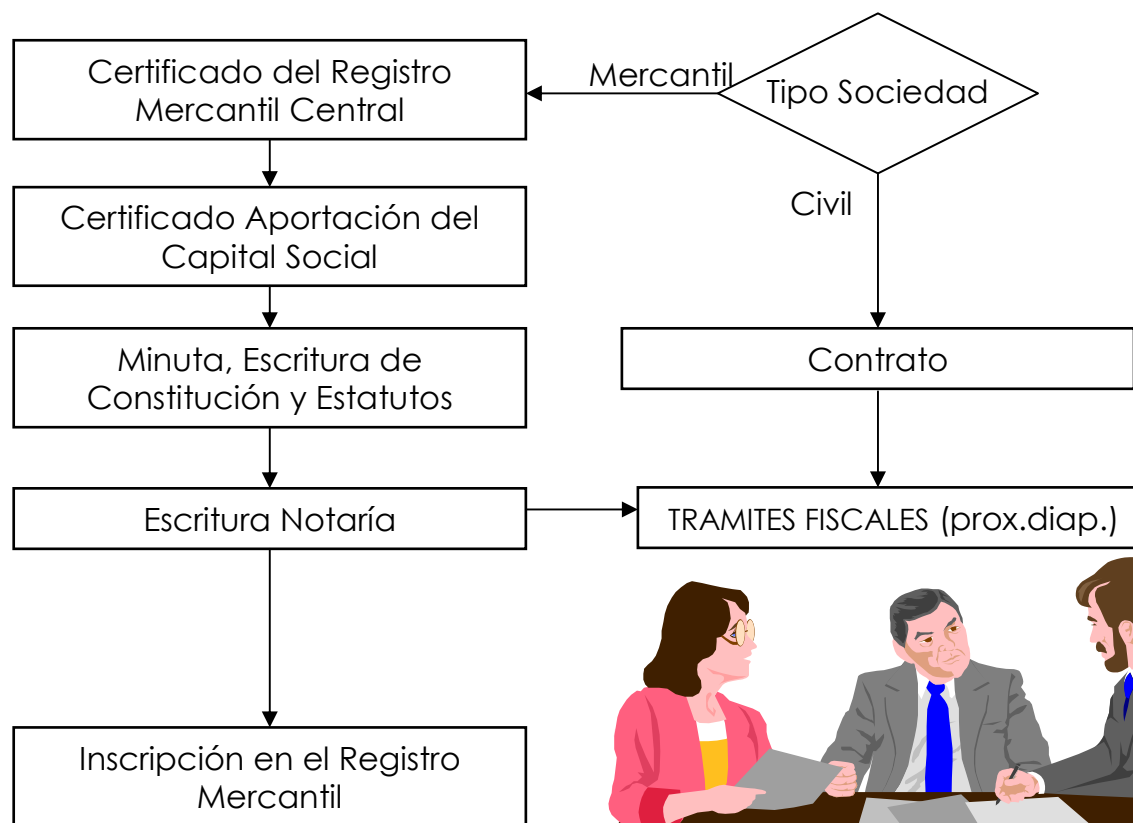 Certificado del Registro
Mercantil Central
Mercantil
Tipo Sociedad
Certificado Aportación del
Capital Social
Civil
Minuta, Escritura de
Constitución y Estatutos
Contrato
Escritura Notaría
TRAMITES FISCALES (prox.diap.)
Inscripción en el Registro
Mercantil